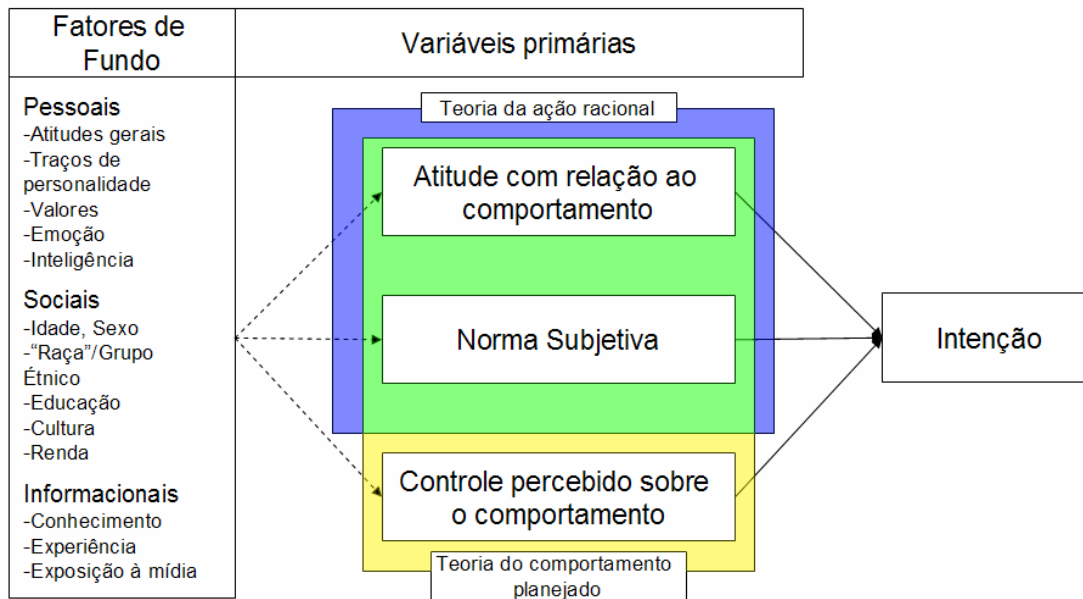 Fatores de
Fundo
Variáveis primárias
Pessoais
-Atitudes gerais
-Traços de
personalidade
-Valores
-Emoção
-Inteligência
Sociais
-Idade, Sexo
-“Raça”/Grupo
Étnico
-Educação
-Cultura
-Renda
Informacionais
-Conhecimento
-Experiência
-Exposição à mídia
Teoria da ação racional
Atitude com relação ao
comportamento
Norma Subjetiva
Controle percebido sobre
o comportamento
Teoria do comportamento
planejado
Intenção